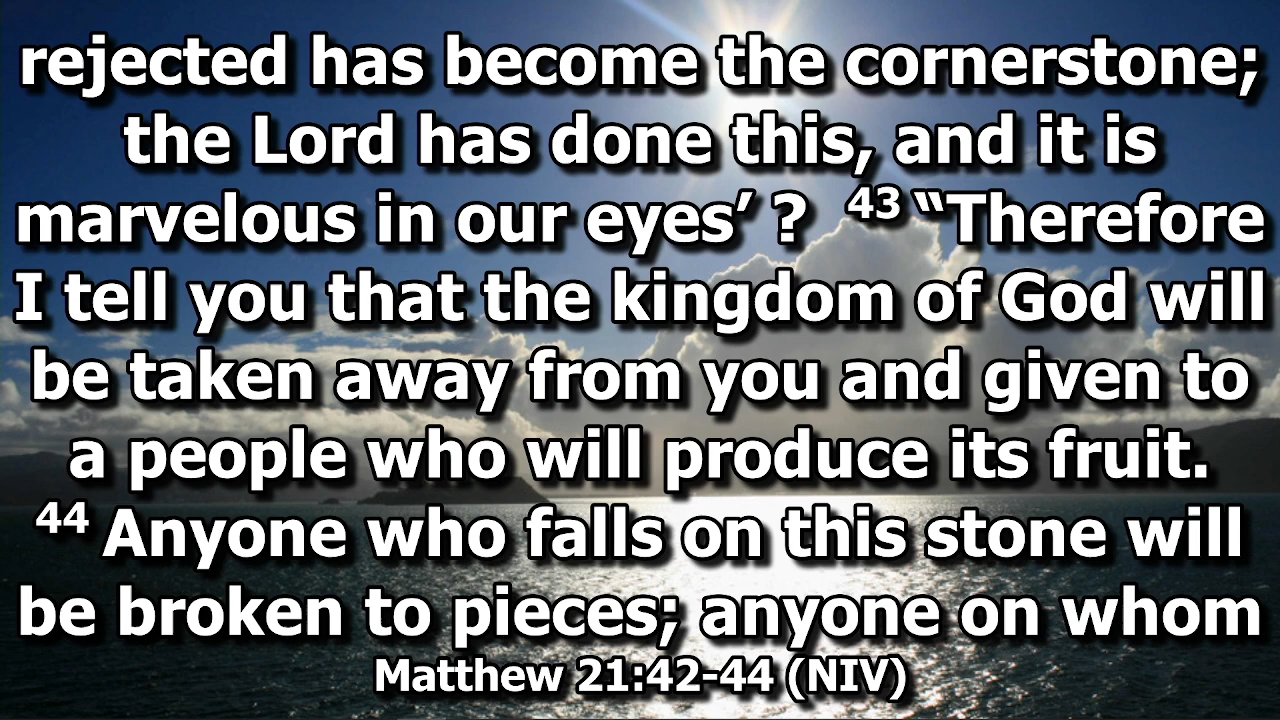 rejected has become the cornerstone;
the Lord has done this, and it is
marvelous in our eyes’ ? 43 “Therefore
I tell you that the kingdom of God will
be taken away from you and given to
a people who will produce its fruit.
44 Anyone who falls on this stone will
be broken to pieces; anyone on whom
Matthew 21:42-44 (NIV)